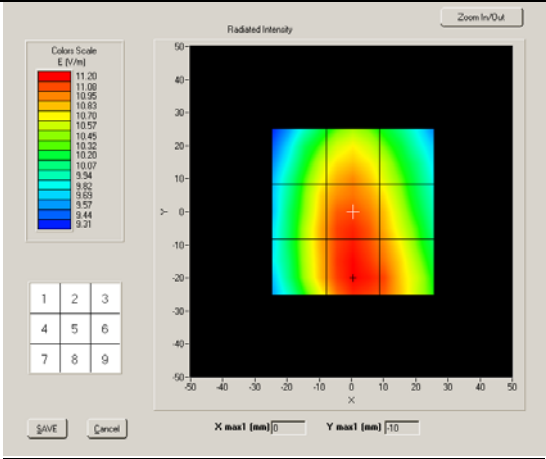 Zoom In/Out
Radiated Intensity
Colors Scale
E (V/m)
11.20
11.08
10.95
10.83
10.70
10.57
10.45
10.32
10.20
10.07
9.94
9.82
9.69
9.57
9.44
9.31
50
40
30
20
10
0
-10
-20
-30
-40
-50
Y
-50 -40 -30 -20 -10 0 10 20 30 40 50
X
1 2 3
4 5 6
7 8 9
SAVE Cancel
X max1 (mm) 0 Y max1 (mm) -10